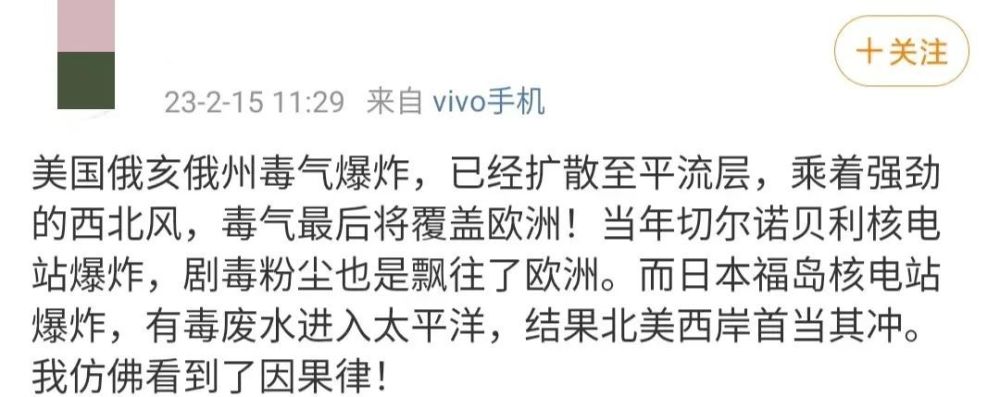 +关注
23-2-15 11:29 来自 vivo手机
美国俄亥俄州毒气爆炸，已经扩散至平流层，乘着强劲
的西北风，毒气最后将覆盖欧洲！当年切尔诺贝利核电
站爆炸，剧毒粉尘也是飘往了欧洲。而日本福岛核电站
爆炸，有毒废水进入太平洋，结果北美西岸首当其冲。
我仿佛看到了因果律！